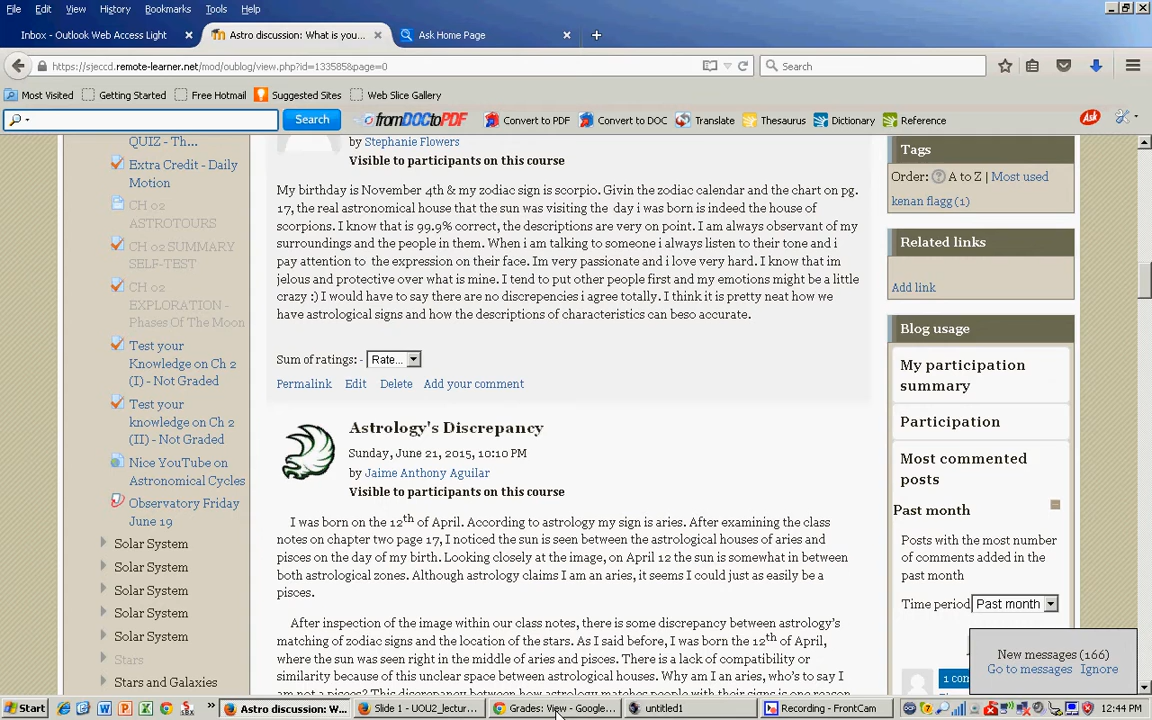 File Edit View History Bookmarks Tools Help
Inbox - Outlook Web Access Light × Astro discussion: What is you... × Ask Home Page × +
https://sjeccd.remote-learner.net/mod/oublog/view.php?id=133585&page=0 Search
Most Visited Getting Started Free Hotmail Suggested Sites Web Slice Gallery
Search fromDOCtoPDF Convert to PDF Convert to DOC Translate Thesaurus Dictionary Reference Ask
QUIZ - Th...
Extra Credit - Daily
Motion
CH 02
ASTROTOURS
CH 02 SUMMARY
SELF-TEST
CH 02
EXPLORATION -
Phases Of The Moon
Test your
Knowledge on Ch 2
(I) - Not Graded
Test your
knowledge on Ch 2
(II) - Not Graded
Nice YouTube on
Astronomical Cycles
Observatory Friday
June 19
Solar System
Solar System
Solar System
Solar System
Solar System
Stars
Stars and Galaxies
by Stephanie Flowers
Visible to participants on this course
My birthday is November 4th & my zodiac sign is scorpio. Givin the zodiac calendar and the chart on pg.
17, the real astronomical house that the sun was visiting the day i was born is indeed the house of
scorpions. I know that is 99.9% correct, the descriptions are very on point. I am always observant of my
surroundings and the people in them. When i am talking to someone i always listen to their tone and i
pay attention to the expression on their face. Im very passionate and i love very hard. I know that im
jelous and protective over what is mine. I tend to put other people first and my emotions might be a little
crazy :) I would have to say there are no discrepencies i agree totally. I think it is pretty neat how we
have astrological signs and how the descriptions of characteristics can beso accurate.
Sum of ratings: - Rate...
Permalink Edit Delete Add your comment
Astrology's Discrepancy
Sunday, June 21, 2015, 10:10 PM
by Jaime Anthony Aguilar
Visible to participants on this course
I was born on the 12th of April. According to astrology my sign is aries. After examining the class
notes on chapter two page 17, I noticed the sun is seen between the astrological houses of aries and
pisces on the day of my birth. Looking closely at the image, on April 12 the sun is somewhat in between
both astrological zones. Although astrology claims I am an aries, it seems I could just as easily be a
pisces.
After inspection of the image within our class notes, there is some discrepancy between astrology's
matching of zodiac signs and the location of the stars. As I said before, I was born the 12th of April,
where the sun was seen right in the middle of aries and pisces. There is a lack of compatibility or
similarity because of this unclear space between astrological houses. Why am I an aries, who's to say I
am not a pisces? This discrepancy between how astrology matches people with their signs is one reason
Tags
Order: A to Z | Most used
kenan flagg (1)
Related links
Add link
Blog usage
My participation
summary
Participation
Most commented
posts
Past month
Posts with the most number
of comments added in the
past month
Time period Past month
1 con
New messages (166)
Go to messages Ignore
Start Astro discussion: W... Slide 1 - UOU2_lectur... Grades: View - Google... untitled1 Recording - FrontCam 12:44 PM